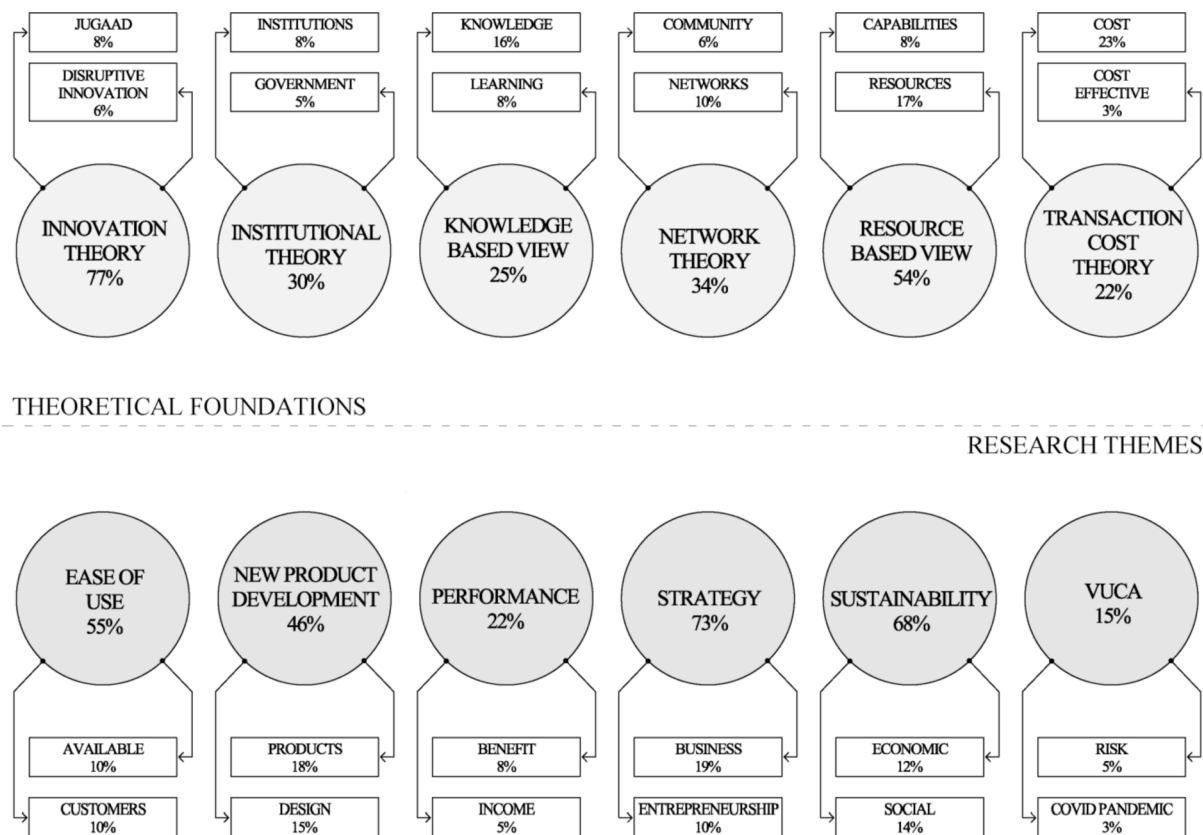 JUGAAD
8%
INSTITUTIONS
8%
KNOWLEDGE
16%
COMMUNITY
6%
CAPABILITIES
8%
COST
23%
DISRUPTIVE
INNOVATION
6%
GOVERNMENT
5%
LEARNING
8%
NETWORKS
10%
RESOURCES
17%
COST
EFFECTIVE
3%
INNOVATION
THEORY
77%
INSTITUTIONAL
THEORY
30%
KNOWLEDGE
BASED VIEW
25%
NETWORK
THEORY
34%
RESOURCE
BASED VIEW
54%
TRANSACTION
COST
THEORY
22%
THEORETICAL FOUNDATIONS
RESEARCH THEMES
EASE OF
USE
55%
NEW PRODUCT
DEVELOPMENT
46%
PERFORMANCE
22%
STRATEGY
73%
SUSTAINABILITY
68%
VUCA
15%
AVAILABLE
10%
PRODUCTS
18%
BENEFIT
8%
BUSINESS
19%
ECONOMIC
12%
RISK
5%
CUSTOMERS
10%
DESIGN
15%
INCOME
5%
ENTREPRENEURSHIP
10%
SOCIAL
14%
COVID PANDEMIC
3%